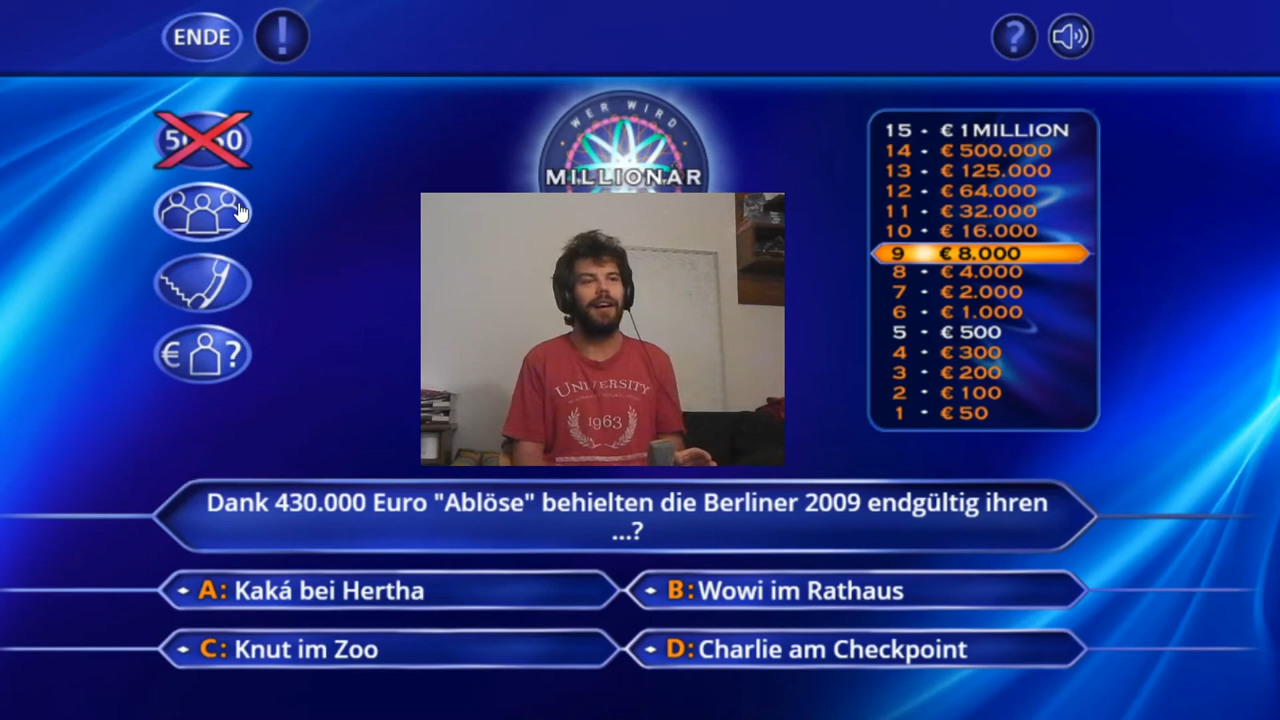 ENDE
!
?
50:50
WER WIRD
MILLIONÄR
€ ?
15 • € 1 MILLION
14 • € 500.000
13 • € 125.000
12 • € 64.000
11 • € 32.000
10 • € 16.000
9 € 8.000
8 • € 4.000
7 • € 2.000
6 • € 1.000
5 • € 500
4 • € 300
3 • € 200
2 • € 100
1 • € 50
UNIVERSITY
1963
Dank 430.000 Euro "Ablöse" behielten die Berliner 2009 endgültig ihren
...?
A: Kaká bei Hertha
B: Wowi im Rathaus
C: Knut im Zoo
D: Charlie am Checkpoint